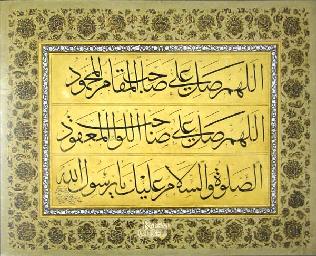 اللهم صل على صاحب المقام المحمود
اللهم صل على صاحب اللواء المعقود
الصلوة والسلام عليك يا رسول الله